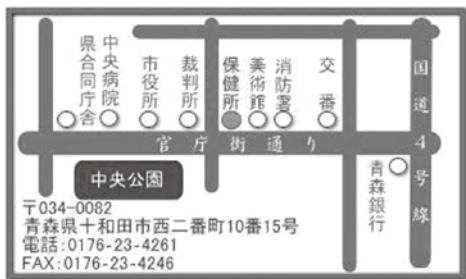 県合同庁舎
中央病院
市役所
裁判所
保健所
美術館
消防署
交番
国道4号線
官庁街通り
青森銀行
中央公園
〒034-0082
青森県十和田市西二番町10番15号
電話:0176-23-4261
FAX:0176-23-4246